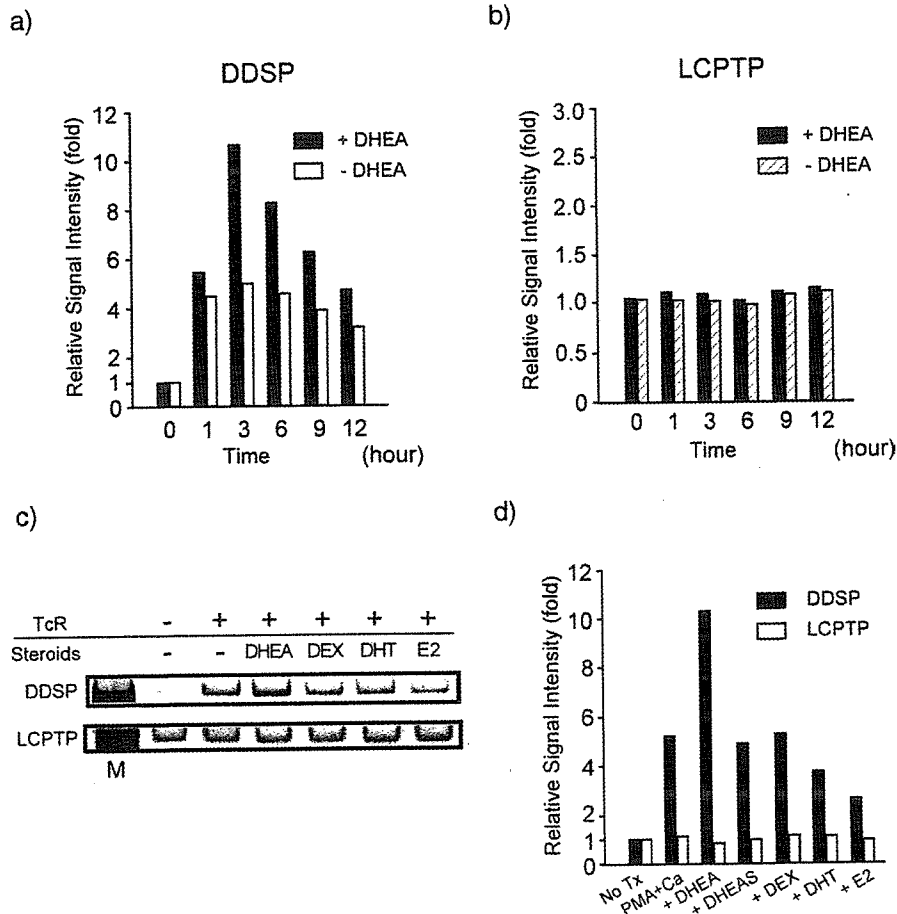 a)
DDSP
Relative Signal Intensity (fold)
12
10
8
6
4
2
1
0
+ DHEA
- DHEA
0 1 3 6 9 12
Time (hour)
b)
LCPTP
Relative Signal Intensity (fold)
3.0
2.5
2.0
1.5
1.0
0.5
0
+ DHEA
- DHEA
0 1 3 6 9 12
Time (hour)
c)
TcR - + + + + +
Steroids - - DHEA DEX DHT E2
DDSP
LCPTP
M
d)
Relative Signal Intensity (fold)
12
10
8
6
4
2
1
0
DDSP
LCPTP
No Tx
PMA+Ca
+ DHEA
+ DHEAS
+ DEX
+ DHT
+ E2